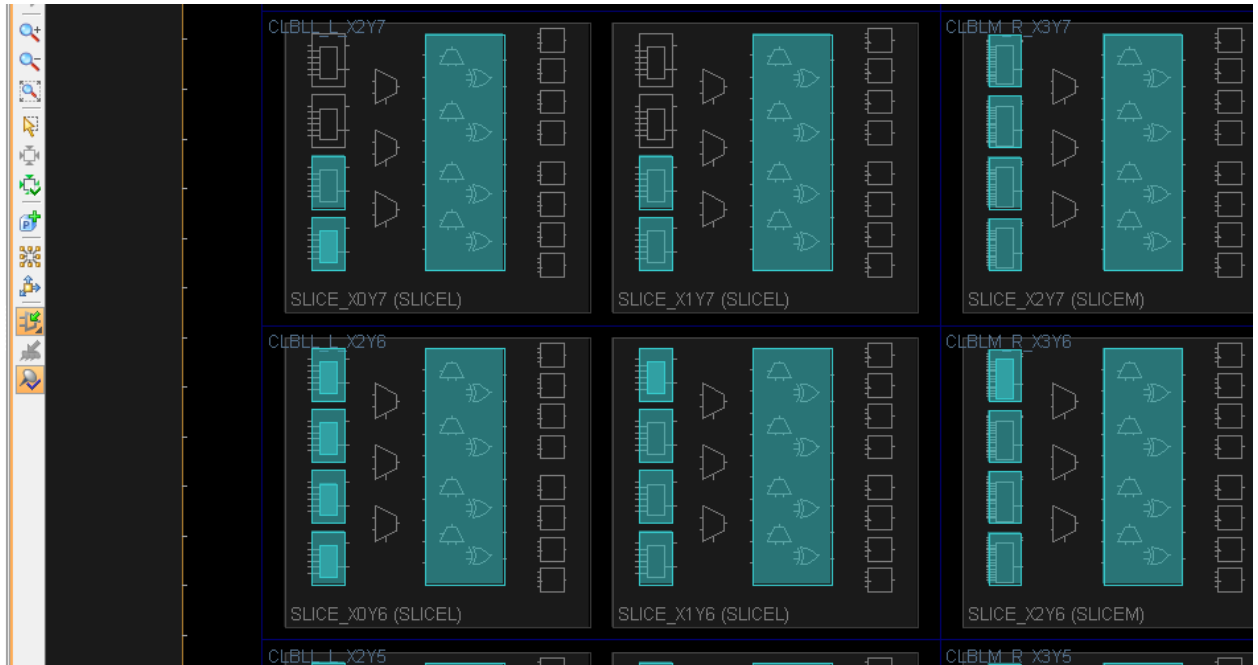 CLBLL_L_X2Y7
CLBLM_R_X3Y7
SLICE_X0Y7 (SLICEL)
SLICE_X1Y7 (SLICEL)
SLICE_X2Y7 (SLICEM)
CLBLL_L_X2Y6
CLBLM_R_X3Y6
SLICE_X0Y6 (SLICEL)
SLICE_X1Y6 (SLICEL)
SLICE_X2Y6 (SLICEM)
CLBLL_L_X2Y5
CLBLM_R_X3Y5